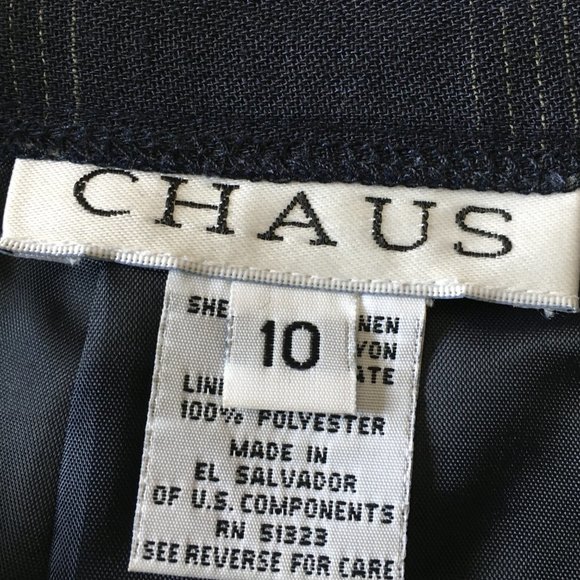 CHAUS
10
100% POLYESTER
MADE IN
EL SALVADOR
OF U.S. COMPONENTS
RN 51323
SEE REVERSE FOR CARE